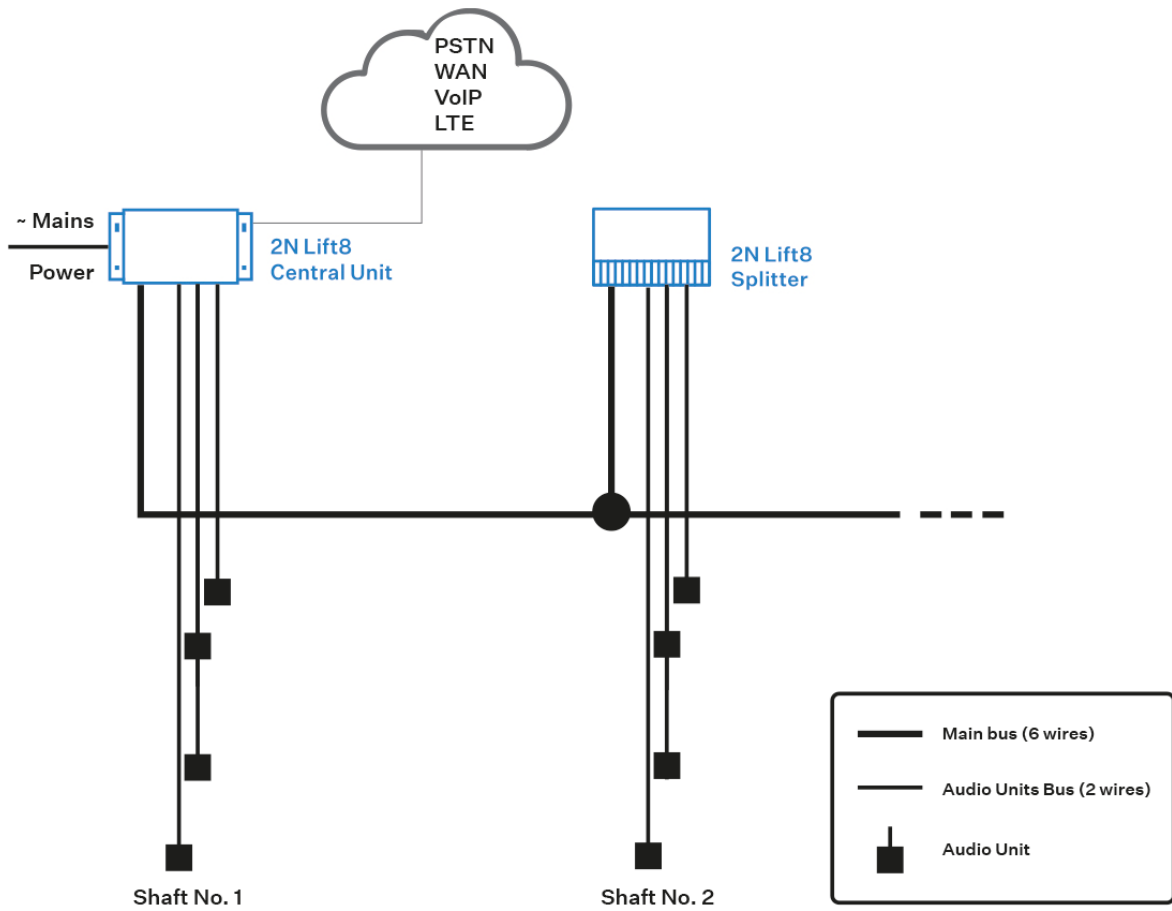 PSTN
WAN
VoIP
LTE
~ Mains
Power
2N Lift8
Central Unit
2N Lift8
Splitter
Main bus (6 wires)
Audio Units Bus (2 wires)
Audio Unit
Shaft No. 1
Shaft No. 2